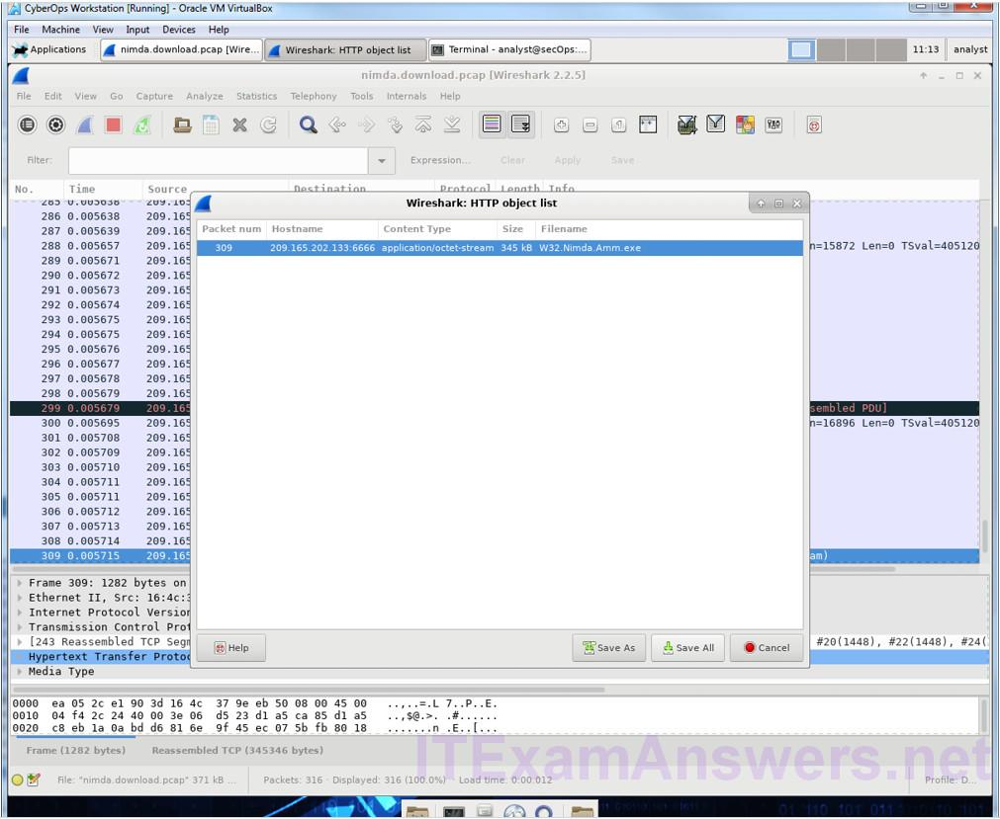 CyberOps Workstation [Running] - Oracle VM VirtualBox
File Machine View Input Devices Help
Applications nimda.download.pcap [Wire... Wireshark: HTTP object list Terminal - analyst@secOps:... 11:13 analyst
nimda.download.pcap [Wireshark 2.2.5]
File Edit View Go Capture Analyze Statistics Telephony Tools Internals Help
Filter: Expression... Clear Apply Save
No. Time Source Destination Protocol Length Info
285 0.005638 209.165
Wireshark: HTTP object list
286 0.005638 209.165
Packet num Hostname Content Type Size Filename
287 0.005639 209.165
288 0.005657 209.165 n=15872 Len=0 TSval=405120
309 209.165.202.133:6666 application/octet-stream 345 kB W32.Nimda.Amm.exe
289 0.005671 209.165
290 0.005672 209.165
291 0.005673 209.165
292 0.005674 209.165
293 0.005675 209.165
294 0.005675 209.165
295 0.005676 209.165
296 0.005677 209.165
297 0.005678 209.165
298 0.005679 209.165
299 0.005679 209.165 sembled PDU]
300 0.005695 209.165 n=16896 Len=0 TSval=405120
301 0.005708 209.165
302 0.005709 209.165
303 0.005710 209.165
304 0.005711 209.165
305 0.005711 209.165
306 0.005712 209.165
307 0.005713 209.165
308 0.005714 209.165
309 0.005715 209.165 am)
Frame 309: 1282 bytes on
Ethernet II, Src: 16:4c:3
Internet Protocol Version
Transmission Control Prot
[243 Reassembled TCP Segm #20(1448), #22(1448), #24(
Help Save As Save All Cancel
Hypertext Transfer Protoc
Media Type
0000 ea 05 2c e1 90 3d 16 4c 37 9e eb 50 08 00 45 00 ..,..=.L 7..P..E.
0010 04 f4 2c 24 40 00 3e 06 d5 23 d1 a5 ca 85 d1 a5 ..,$@.>. .#......
0020 c8 eb 1a 0a bd d6 81 6e 9f 45 ec 07 5b fb 80 18 .......n .E..[...
Frame (1282 bytes) Reassembled TCP (345346 bytes)
ITExamAnswers.net
File: "nimda.download.pcap" 371 kB ... Packets: 316 · Displayed: 316 (100.0%) · Load time: 0:00.012 Profile: D...